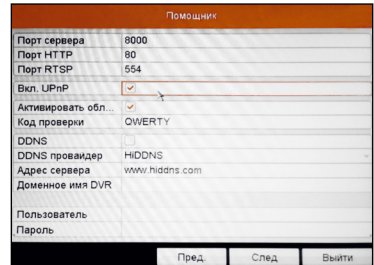 Помощник
Порт сервера 8000
Порт HTTP 80
Порт RTSP 554
Вкл. UPnP
Активировать обл...
Код проверки QWERTY
DDNS
DDNS провайдер HiDDNS
Адрес сервера www.hiddns.com
Доменное имя DVR
Пользователь
Пароль
Пред. След Выйти